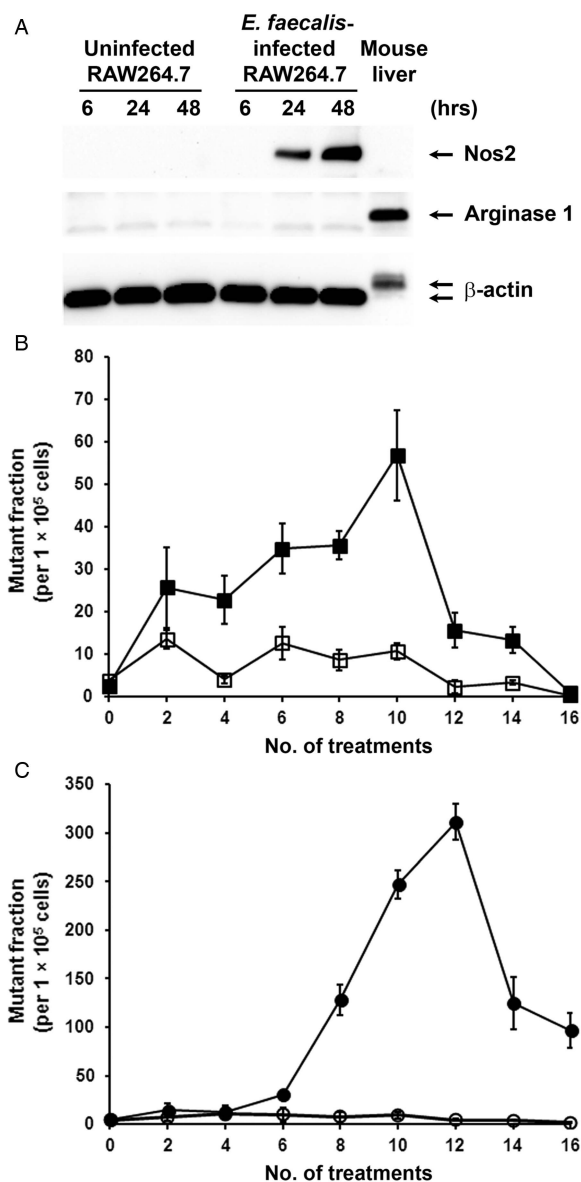 A
Uninfected
RAW264.7
E. faecalis-
infected
RAW264.7
Mouse
liver
6 24 48 6 24 48 (hrs)
Nos2
Arginase 1
β-actin
B
80
70
60
50
40
30
20
10
0
Mutant fraction
(per 1 × 10⁵ cells)
0 2 4 6 8 10 12 14 16
No. of treatments
C
350
300
250
200
150
100
50
0
Mutant fraction
(per 1 × 10⁵ cells)
0 2 4 6 8 10 12 14 16
No. of treatments